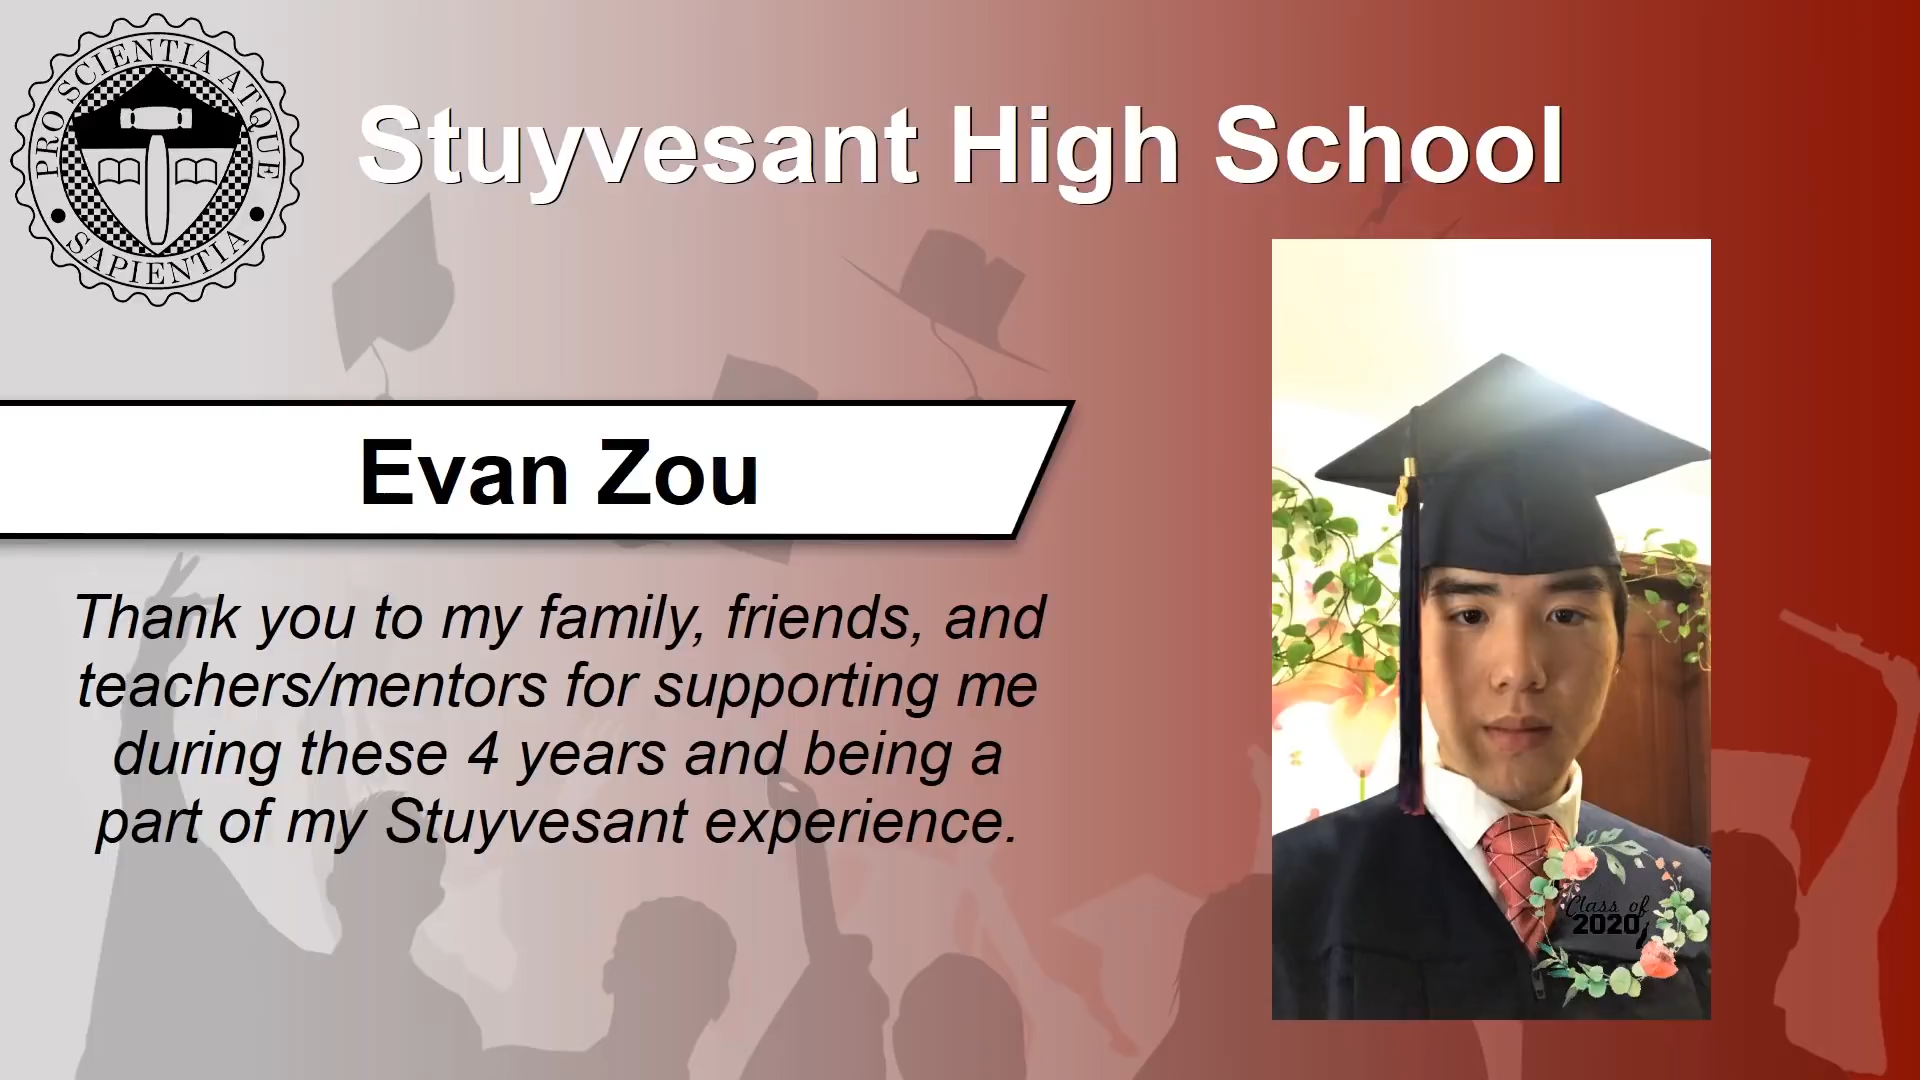 PRO SCIENTIA ATQUE
SAPIENTIA
Stuyvesant High School
Evan Zou
Thank you to my family, friends, and
teachers/mentors for supporting me
during these 4 years and being a
part of my Stuyvesant experience.
Class of
2020